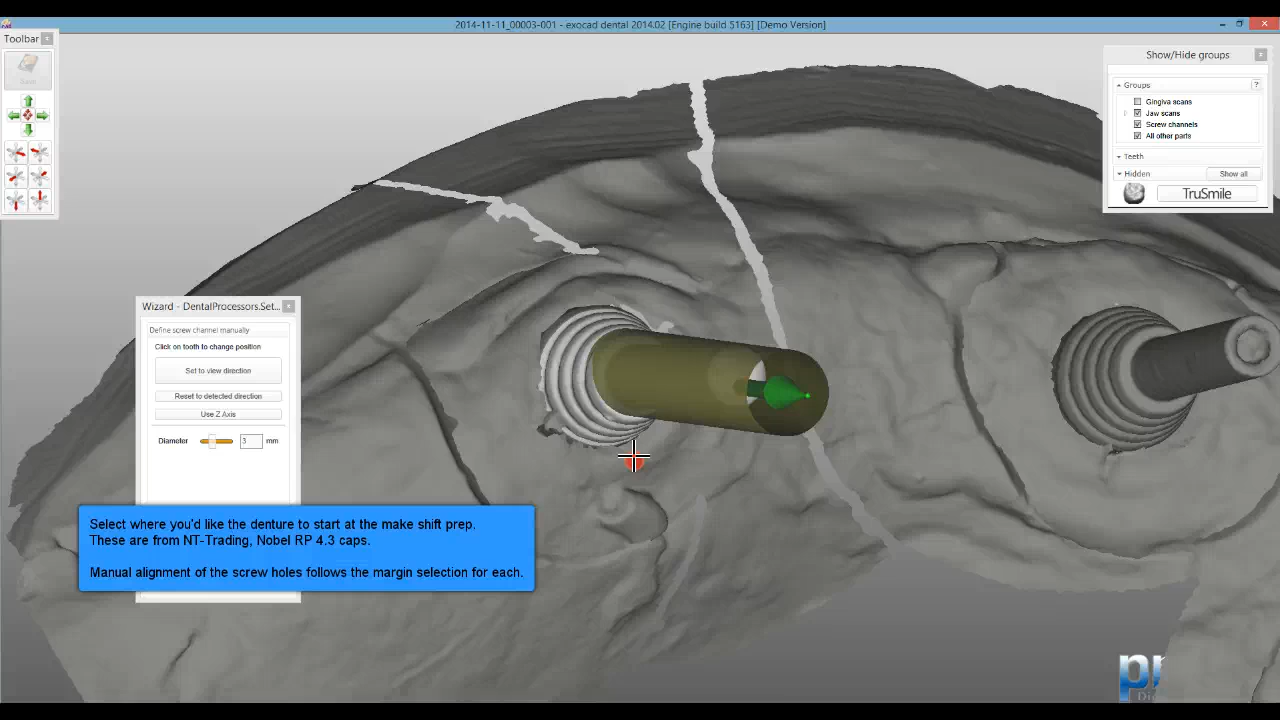 2014-11-11_00003-001 - exocad dental 2014.02 [Engine build 5163] [Demo Version]
Toolbar
Show/Hide groups
Groups
?
Gingiva scans
Jaw scans
Screw channels
All other parts
Teeth
Hidden
Show all
TruSmile
Wizard - DentalProcessors.Set...
Define screw channel manually
Click on tooth to change position
Set to view direction
Reset to detected direction
Use Z Axis
Diameter 3 mm
Select where you'd like the denture to start at the make shift prep.
These are from NT-Trading, Nobel RP 4.3 caps.
Manual alignment of the screw holes follows the margin selection for each.